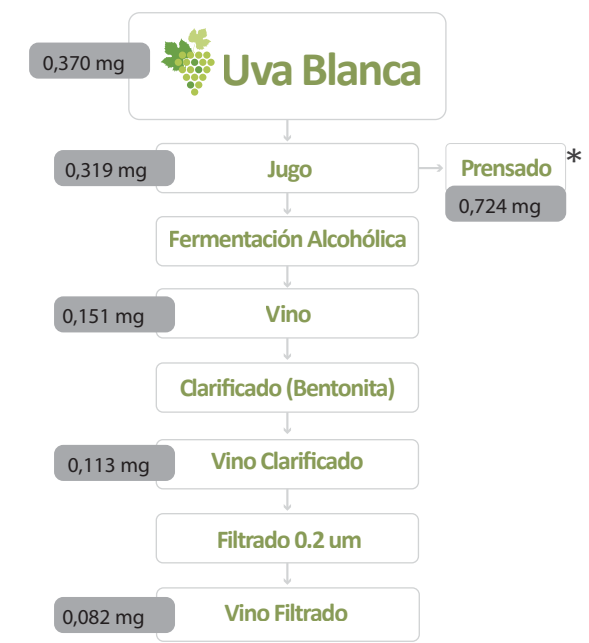 0,370 mg
Uva Blanca
0,319 mg
Jugo
Prensado *
0,724 mg
Fermentación Alcohólica
0,151 mg
Vino
Clarificado (Bentonita)
0,113 mg
Vino Clarificado
Filtrado 0.2 um
0,082 mg
Vino Filtrado